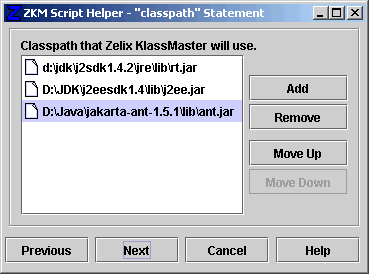 ZKM Script Helper - "classpath" Statement
Classpath that Zelix KlassMaster will use.
d:\jdk\j2sdk1.4.2\jre\lib\rt.jar
D:\JDK\j2eesdk1.4\lib\j2ee.jar
D:\Java\jakarta-ant-1.5.1\lib\ant.jar
Add
Remove
Move Up
Move Down
Previous
Next
Cancel
Help